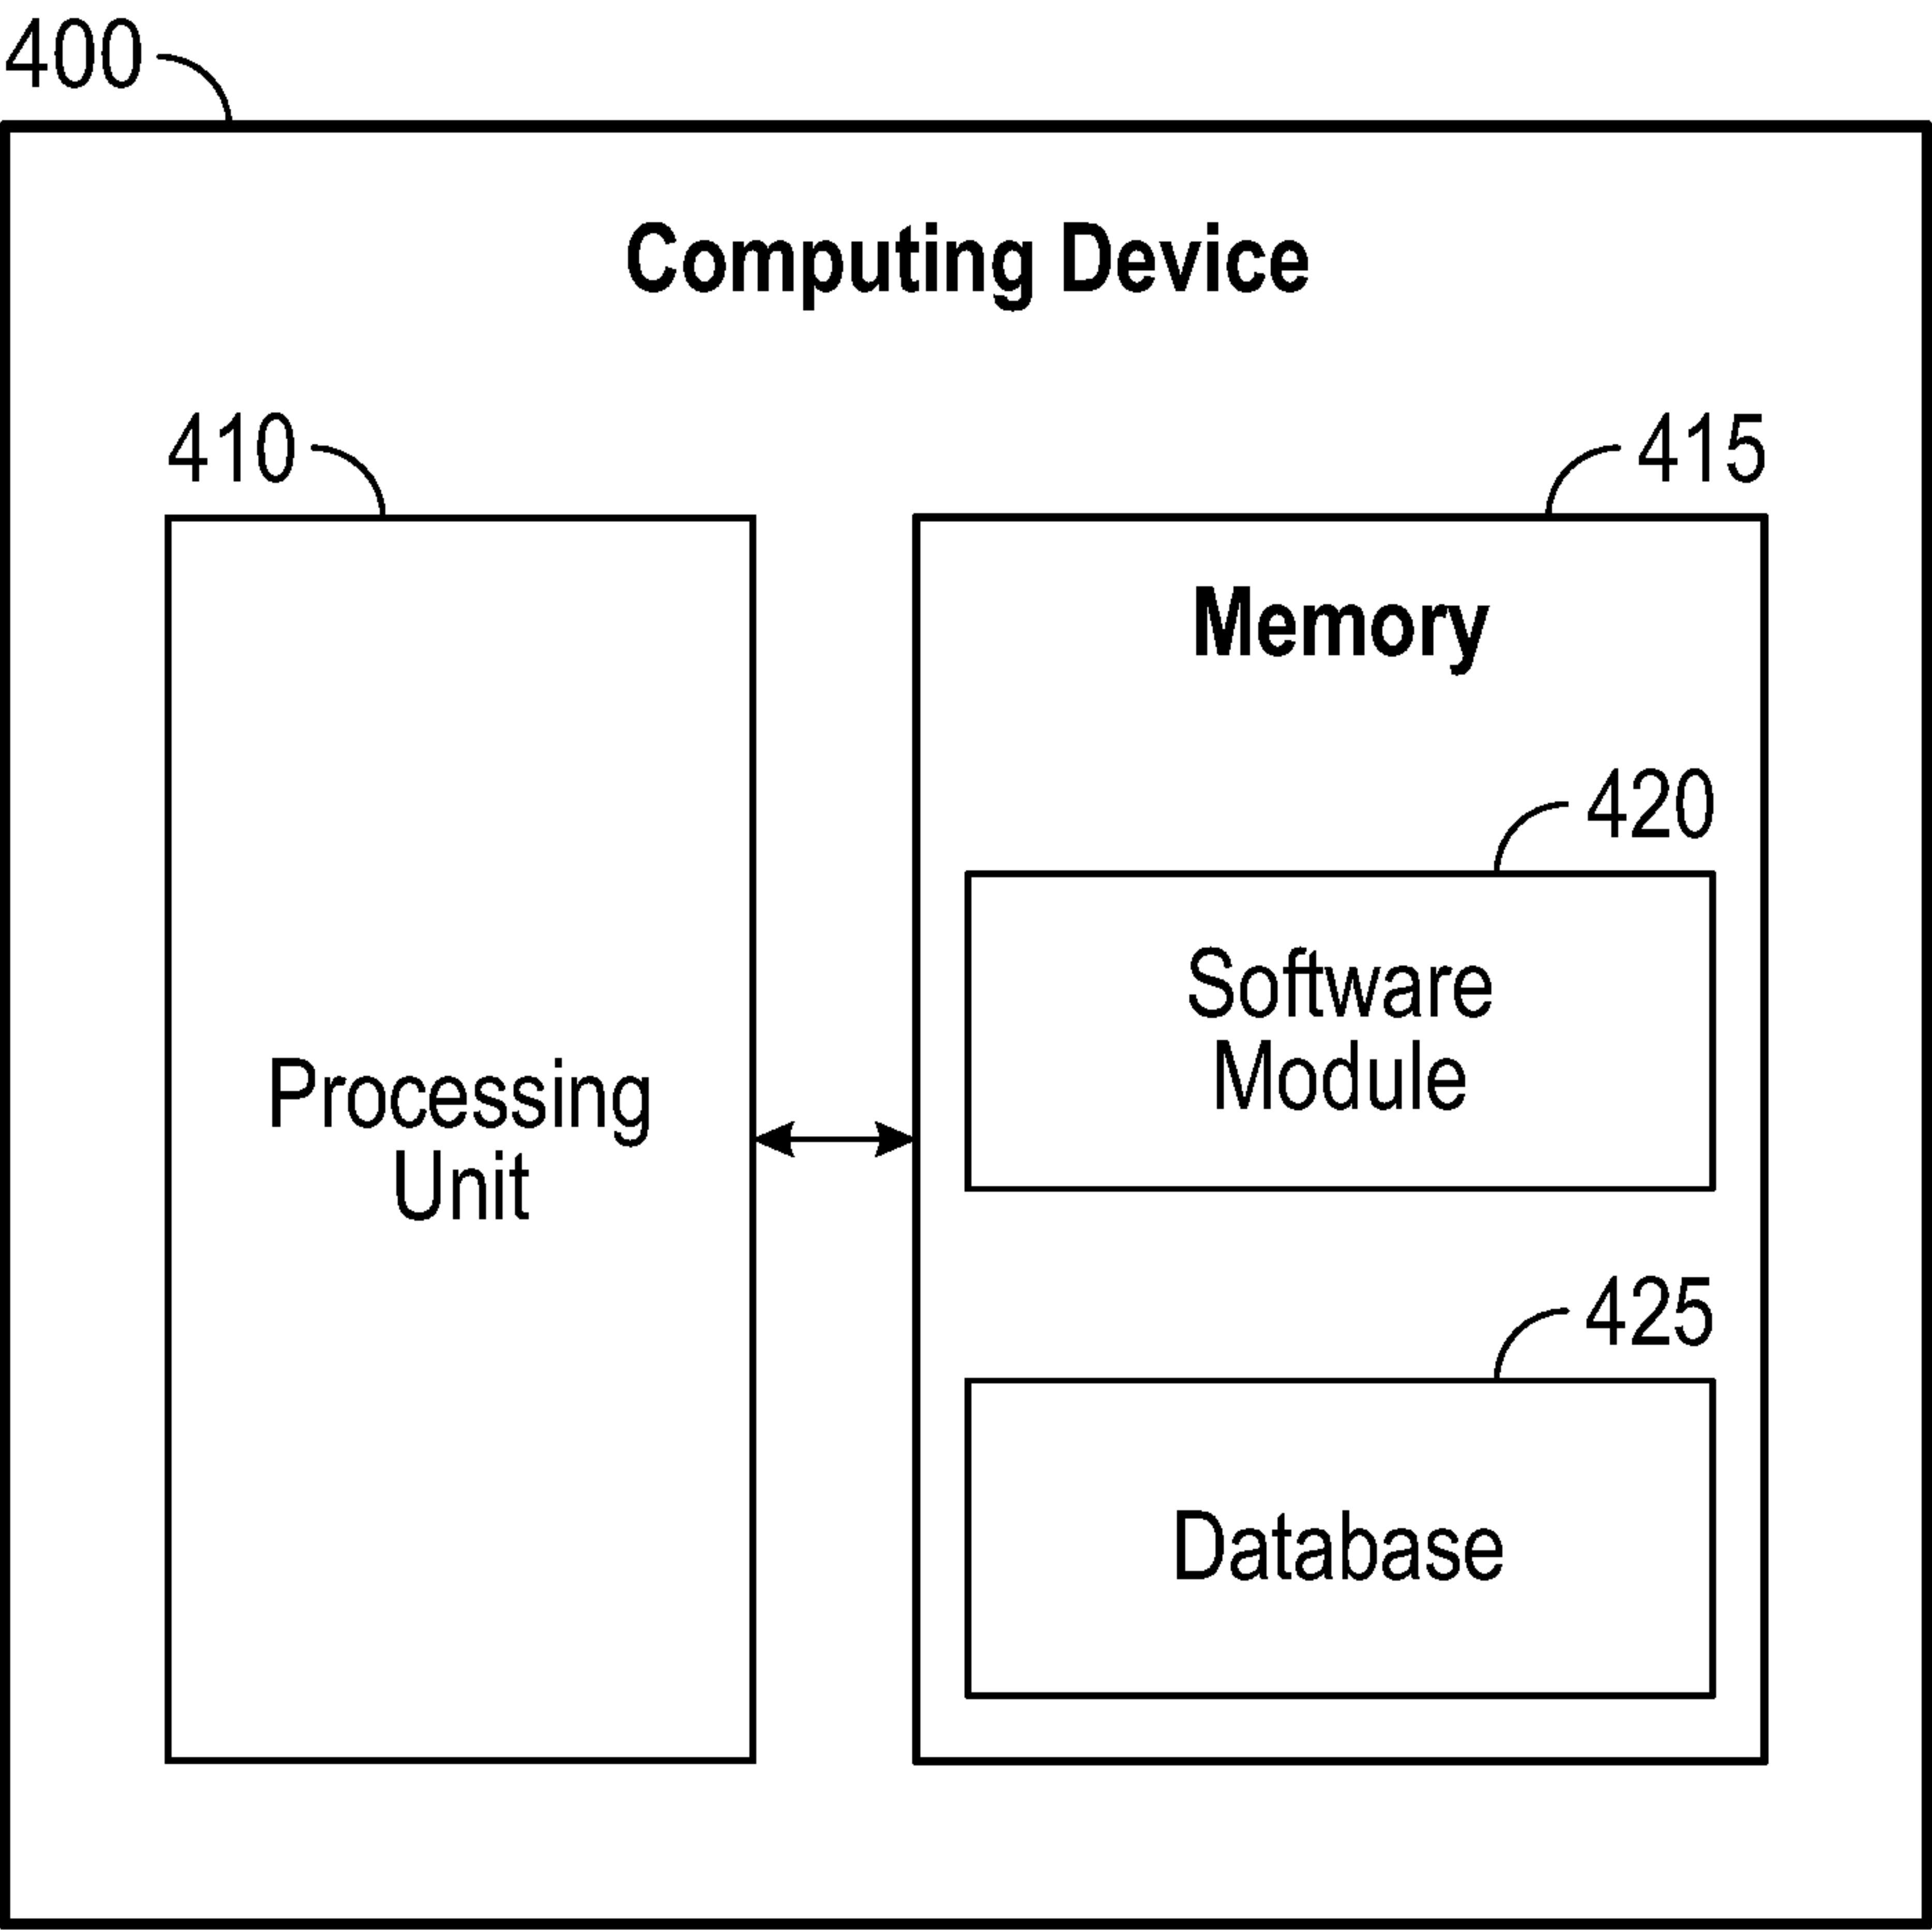 400
Computing Device
410
415
Memory
420
Software
Module
Processing
Unit
425
Database